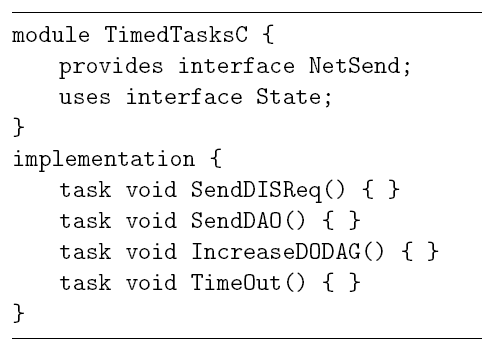 module TimedTasksC {
provides interface NetSend;
uses interface State;
}
implementation {
task void SendDISReq() { }
task void SendDAO() { }
task void IncreaseDODAG() { }
task void TimeOut() { }
}